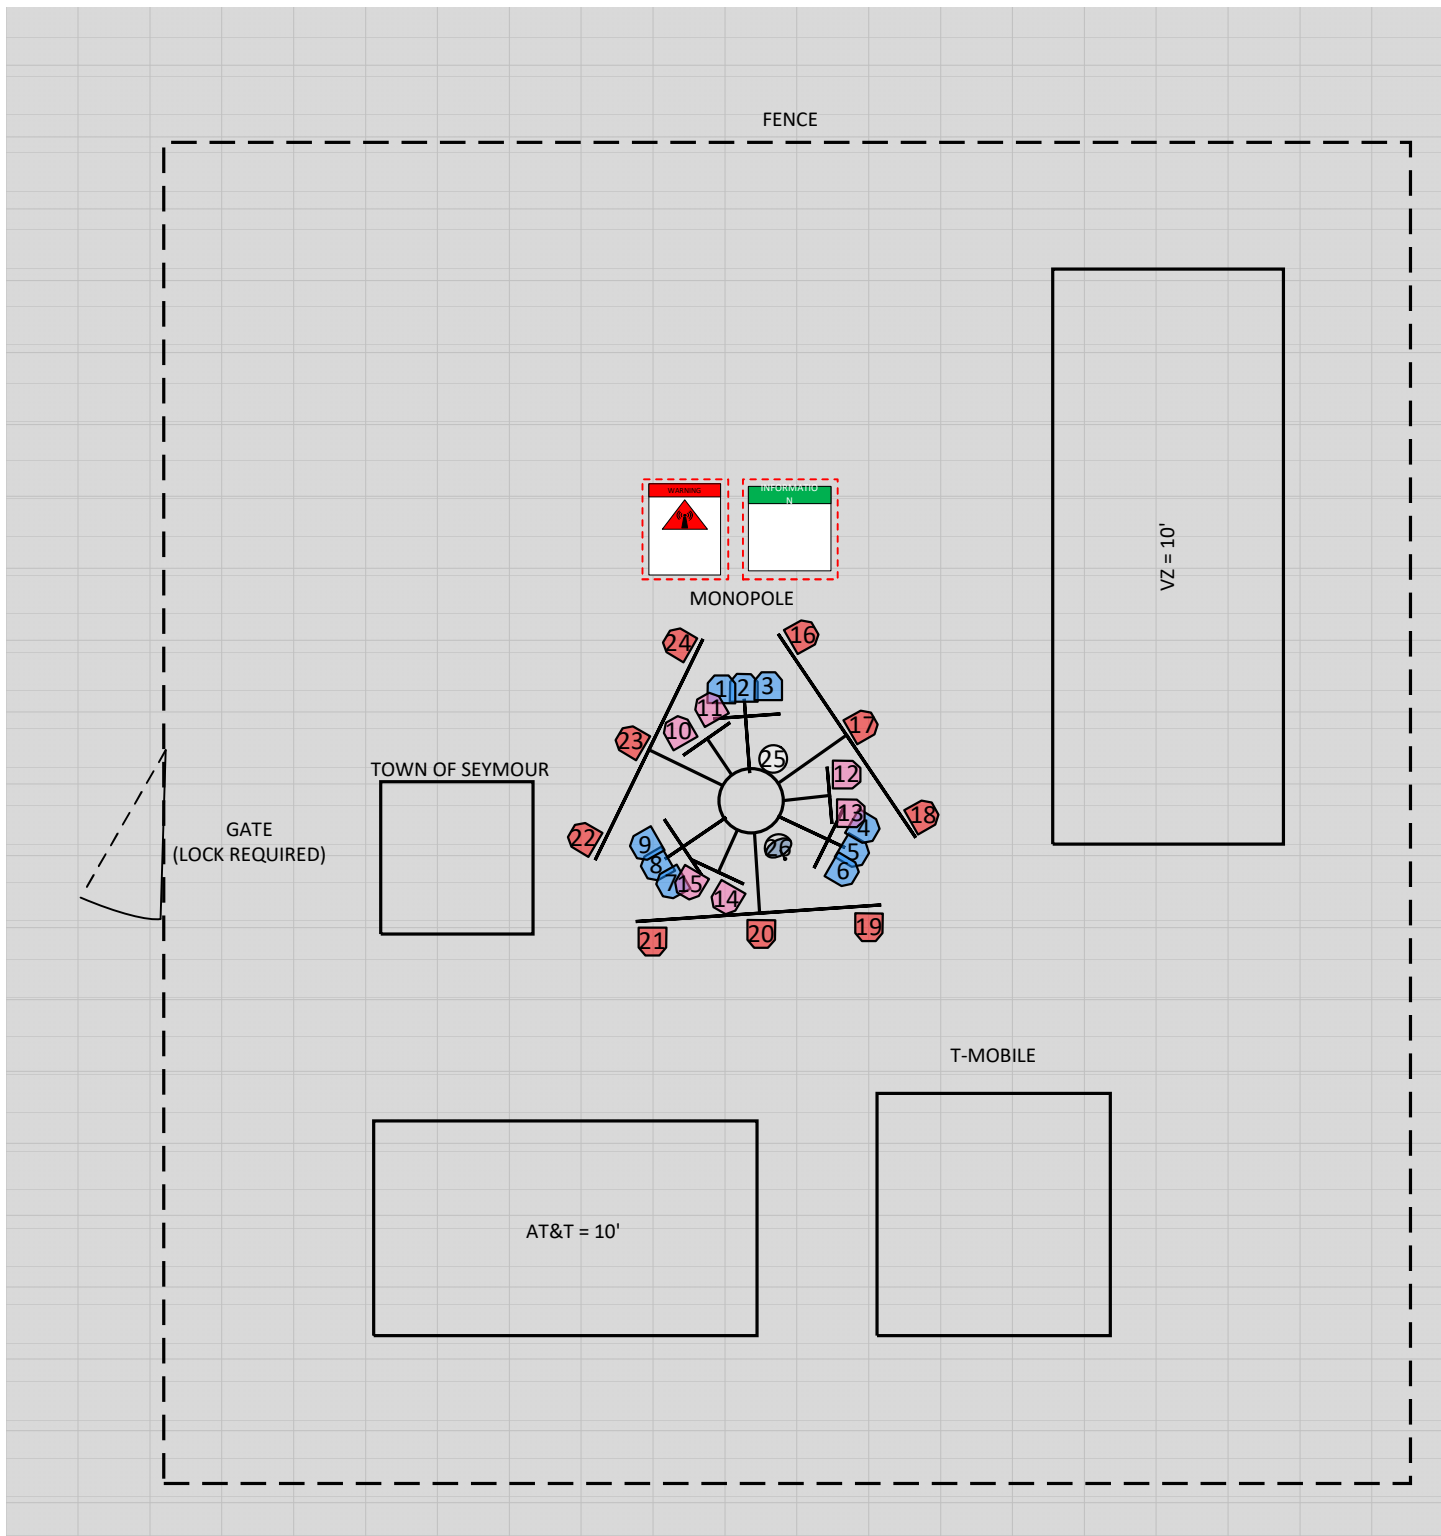 FENCE
WARNING
INFORMATIO
N
VZ = 10'
MONOPOLE
24
16
1
2
3
11
10
17
23
25
12
TOWN OF SEYMOUR
13
18
4
GATE
(LOCK REQUIRED)
22
9
26
5
8
6
7
15
14
21
20
19
T-MOBILE
AT&T = 10'